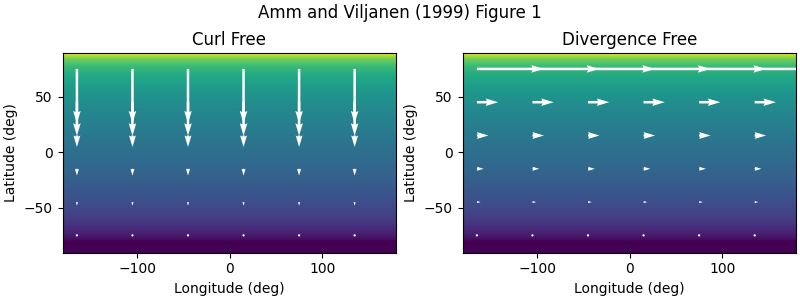 Amm and Viljanen (1999) Figure 1
Curl Free
Latitude (deg)
50
0
−50
−100
0
100
Longitude (deg)
Divergence Free
Latitude (deg)
50
0
−50
−100
0
100
Longitude (deg)